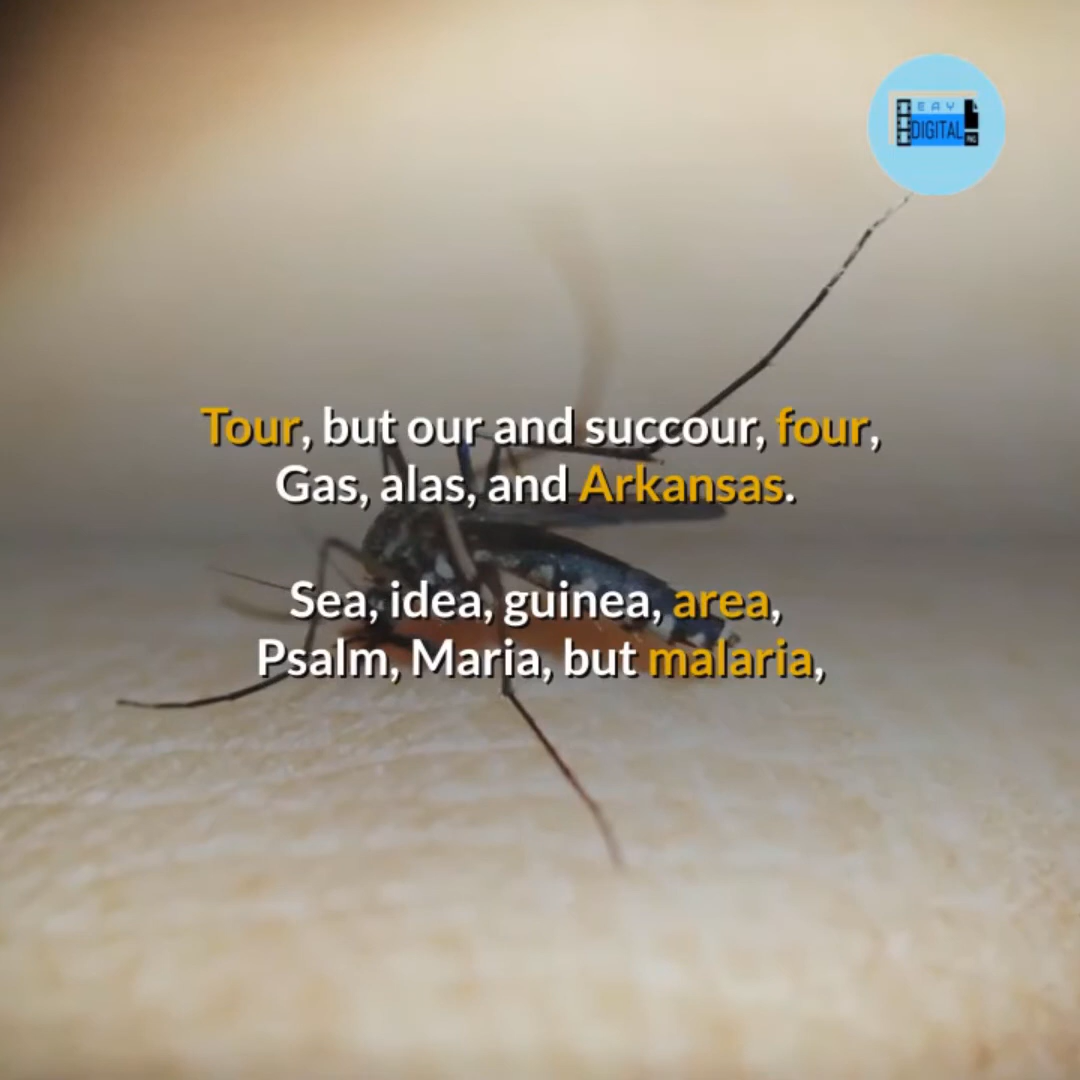 EAY
DIGITAL
Tour, but our and succour, four,
Gas, alas, and Arkansas.
Sea, idea, guinea, area,
Psalm, Maria, but malaria,